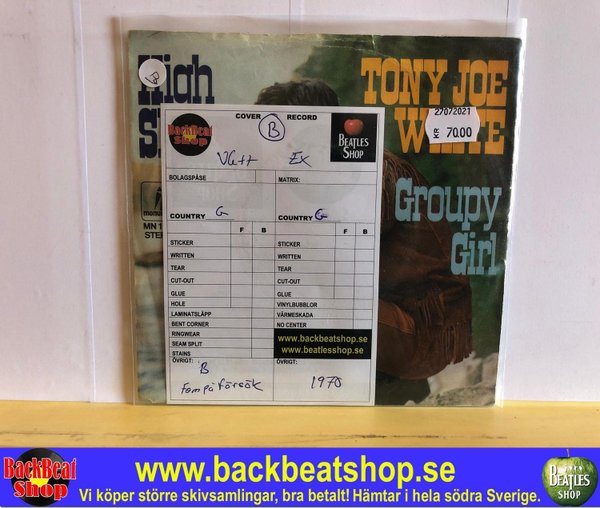 High
TONY JOE
WHITE
Groupy
Girl
27072021
KR 70.00
B
COVER B RECORD
BackBeat
Shop
BEATLES
SHOP
VG++ EX
BOLAGSPÅSE MATRIX:
COUNTRY G COUNTRY G
F B F B
STICKER STICKER
WRITTEN WRITTEN
TEAR TEAR
CUT-OUT CUT-OUT
GLUE GLUE
HOLE VINYLBUBBLOR
LAMINATSLÄPP VÄRMESKADA
BENT CORNER NO CENTER
RINGWEAR
SEAM SPLIT
STAINS
www.backbeatshop.se
www.beatlesshop.se
ÖVRIGT: ÖVRIGT:
B
1970
MN 1
STE
BackBeat
Shop
www.backbeatshop.se
Vi köper större skivsamlingar, bra betalt! Hämtar i hela södra Sverige.
BEATLES
SHOP